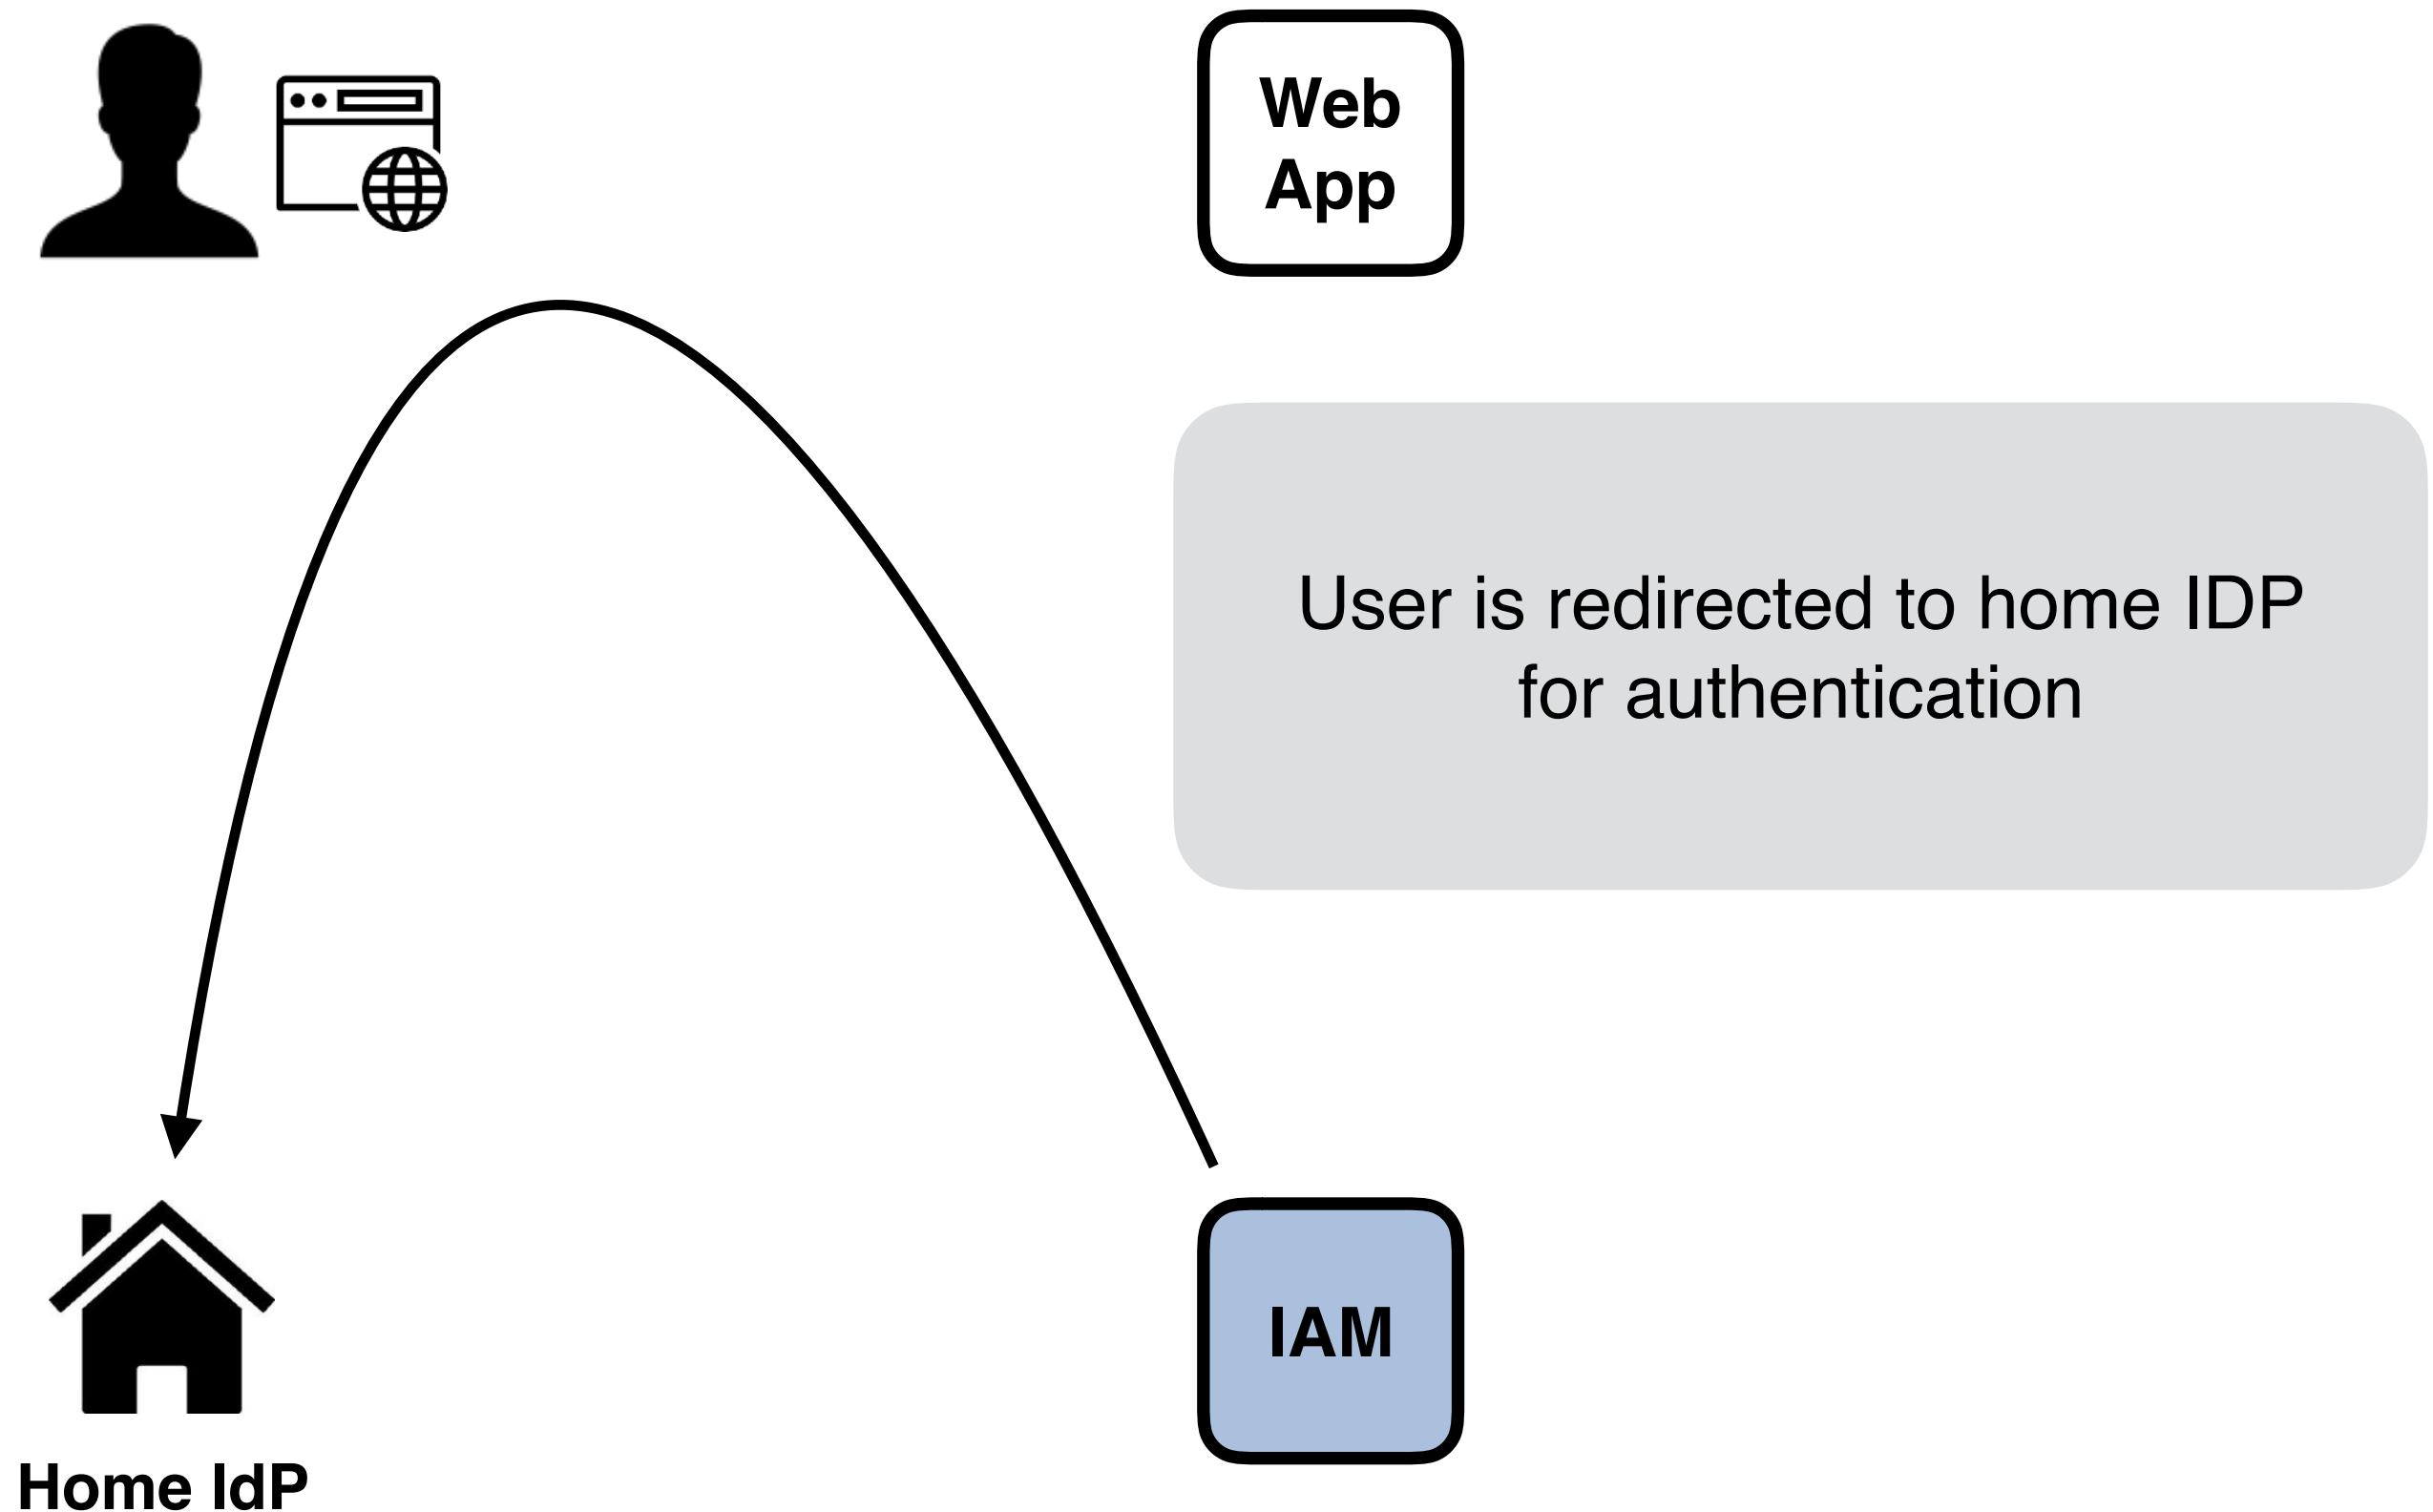 Web
App
User is redirected to home IDP
for authentication
IAM
Home IdP